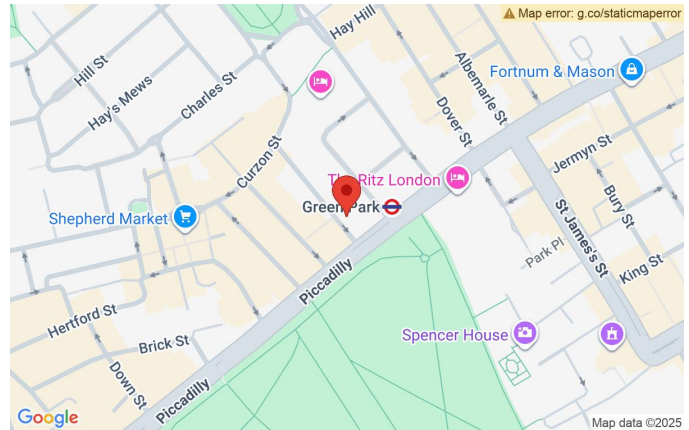 Map error: g.co/staticmaperror
Hay Hill
Hill St
Hay's Mews
Charles St
Albemarle St
Fortnum & Mason
Dover St
Curzon St
Jermyn St
The Ritz London
Green Park
Shepherd Market
Bury St
St James's St
Park Pl
King St
Piccadilly
Hertford St
Brick St
Spencer House
Down St
Piccadilly
Google
Map data ©2025